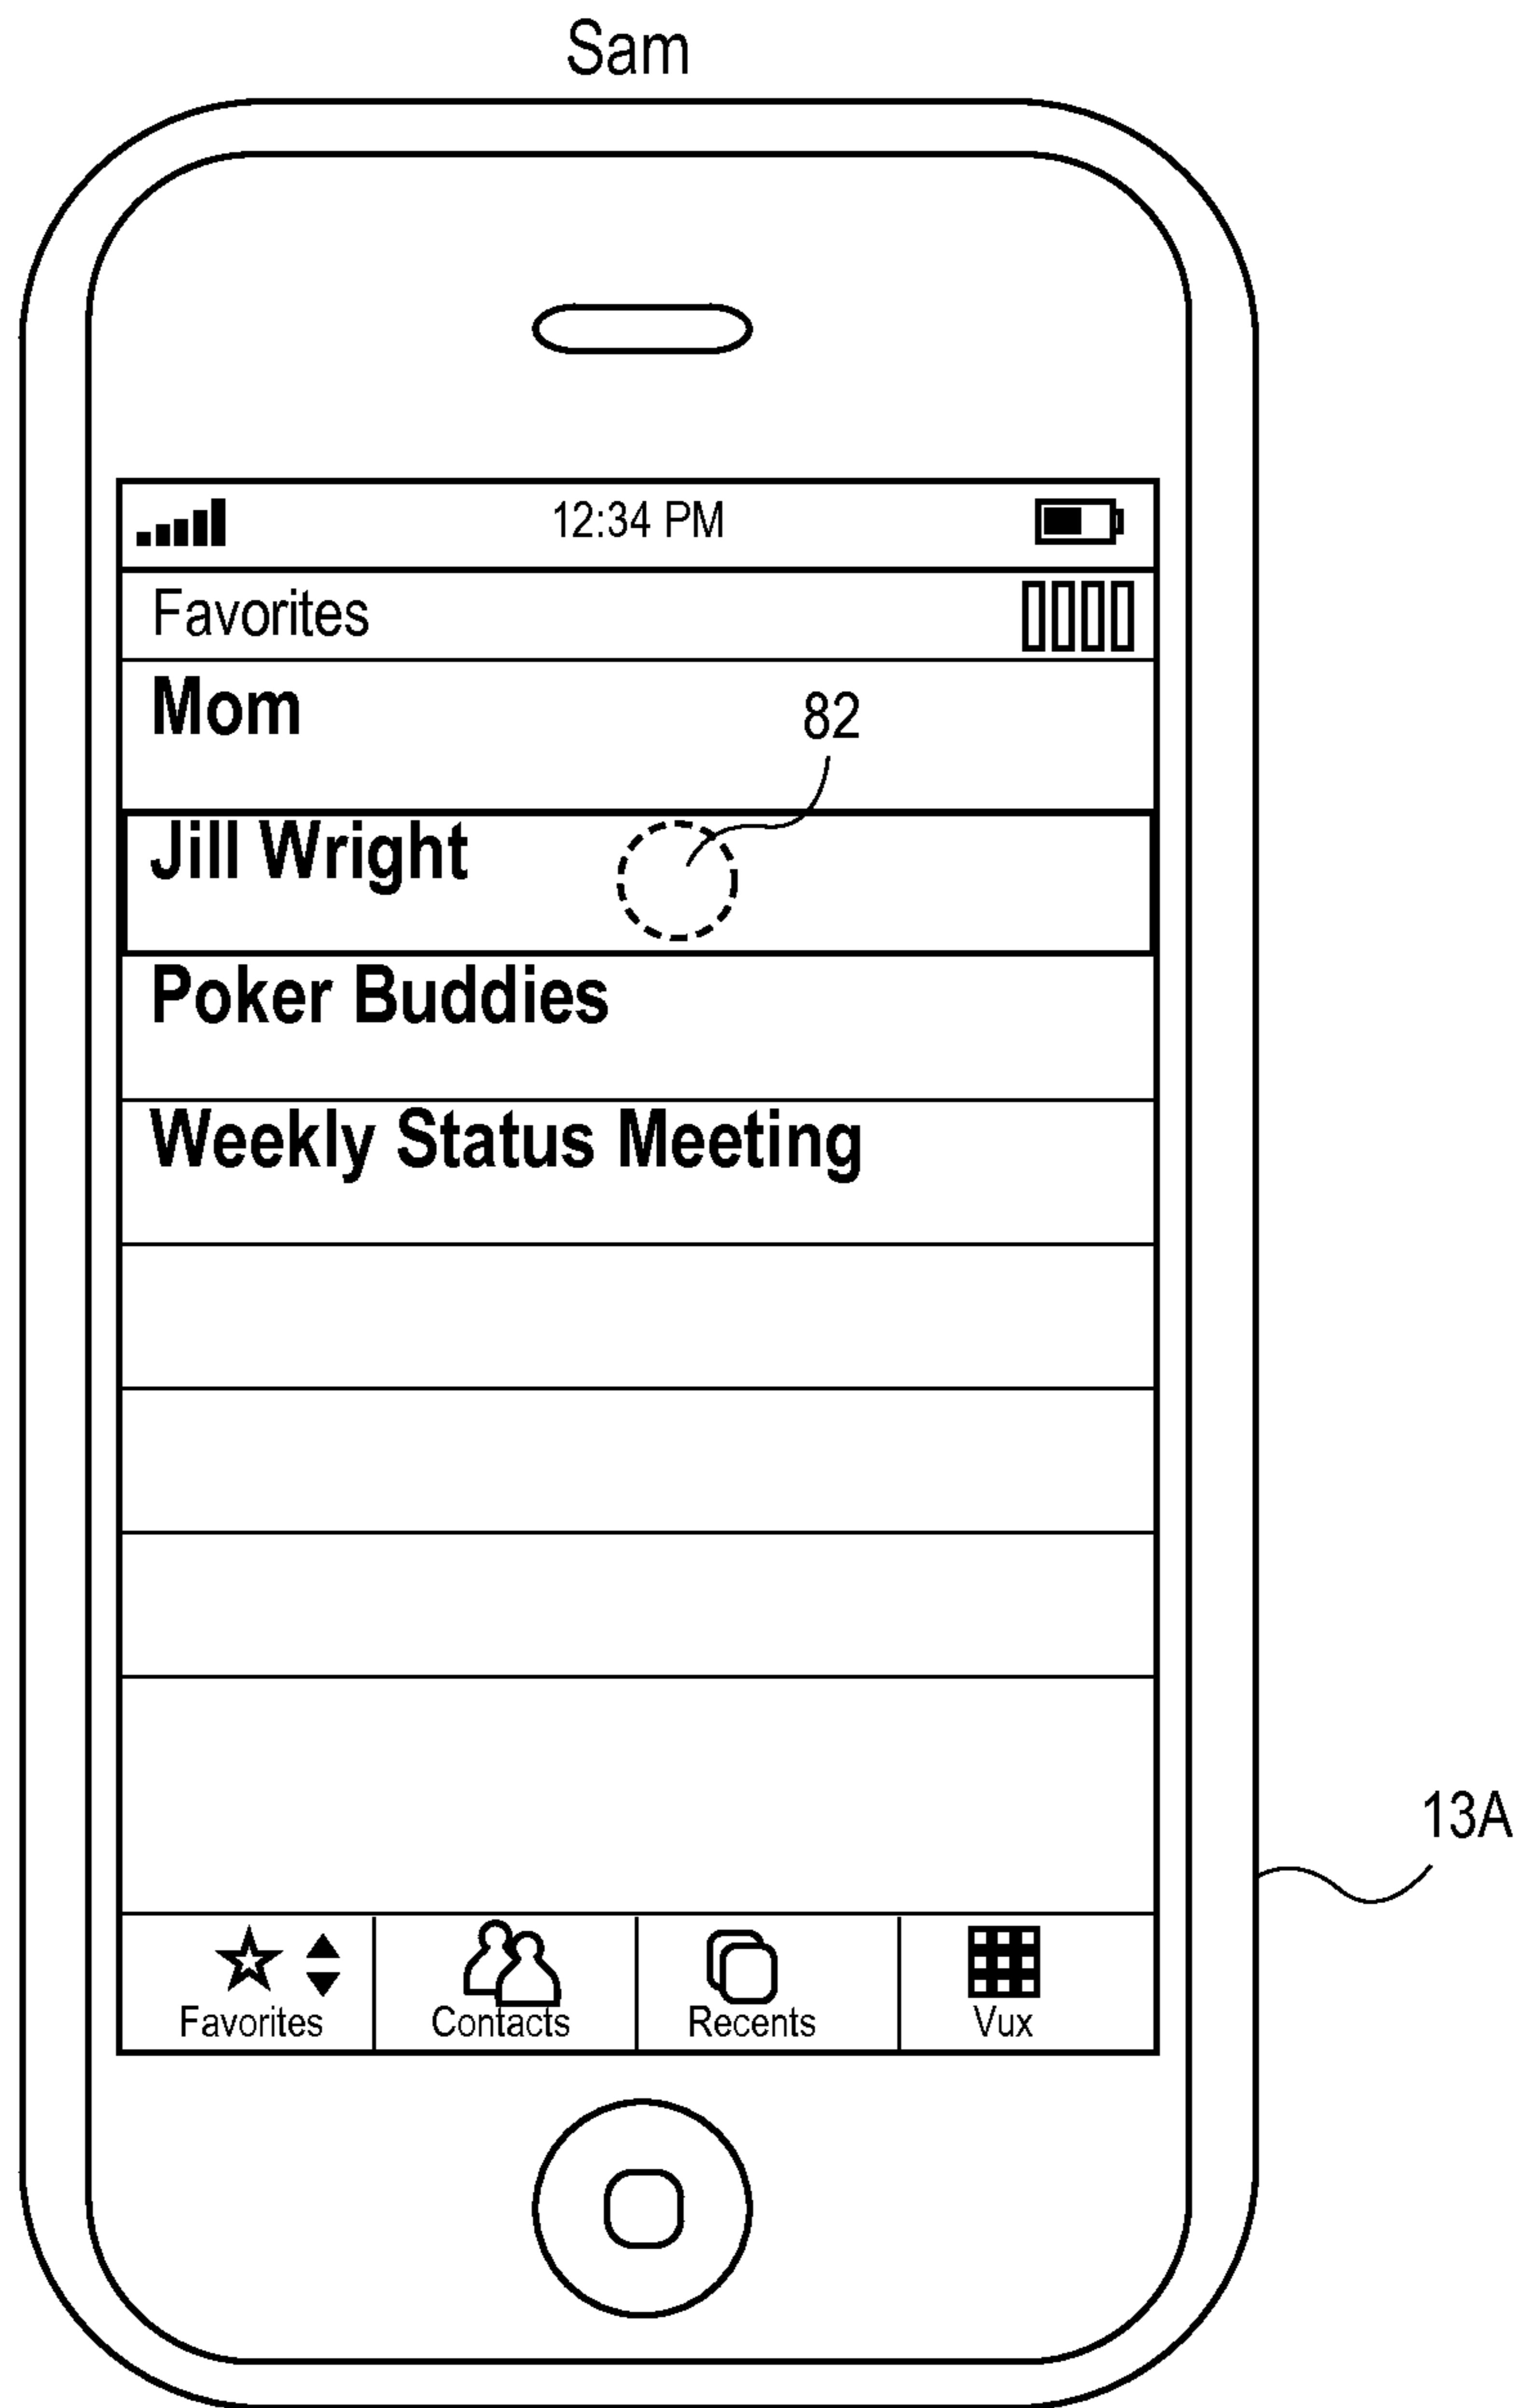 Sam
12:34 PM
Favorites
Mom
82
Jill Wright
Poker Buddies
Weekly Status Meeting
13A
Favorites Contacts Recents Vux